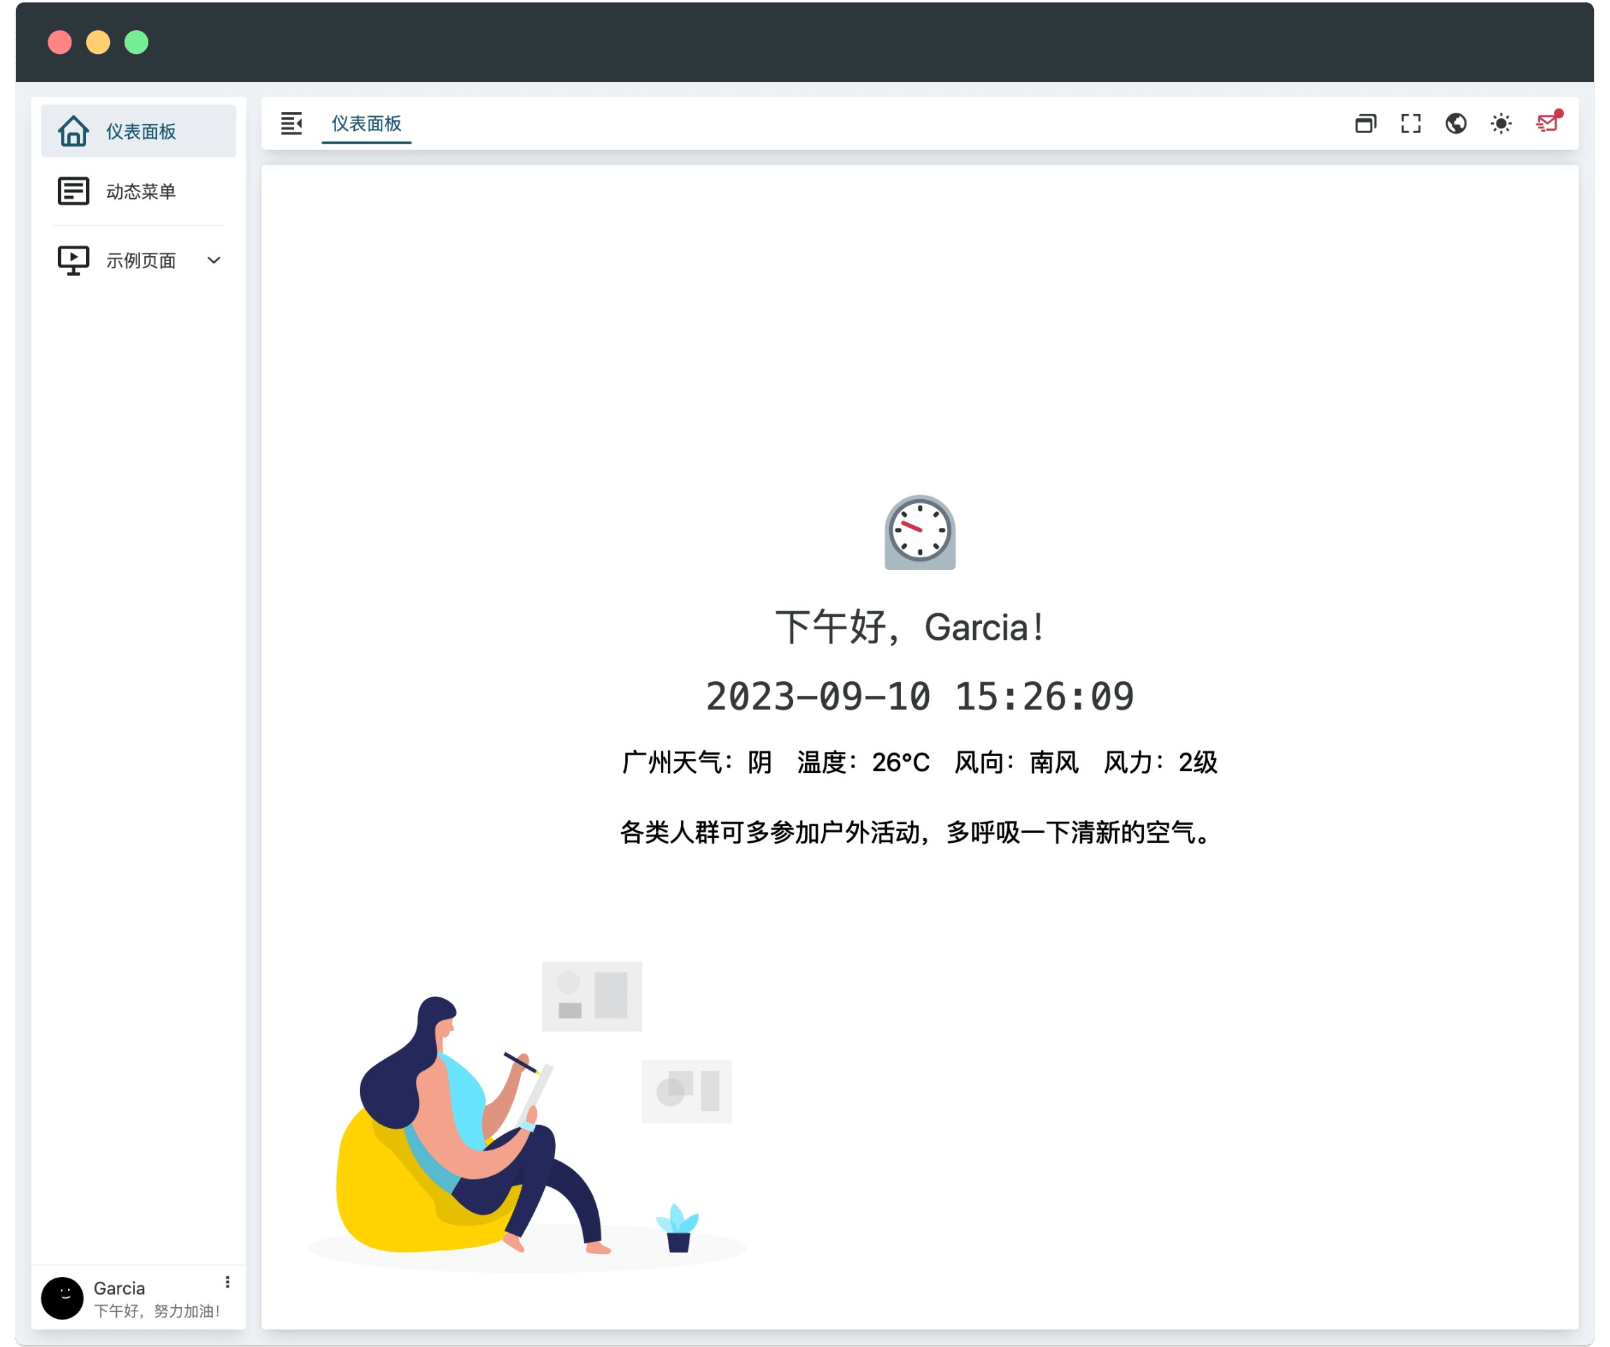 仪表面板
仪表面板
动态菜单
示例页面
下午好，Garcia！
2023-09-10 15:26:09
广州天气：阴 温度：26°C 风向：南风 风力：2级
各类人群可多参加户外活动，多呼吸一下清新的空气。
Garcia
下午好，努力加油！